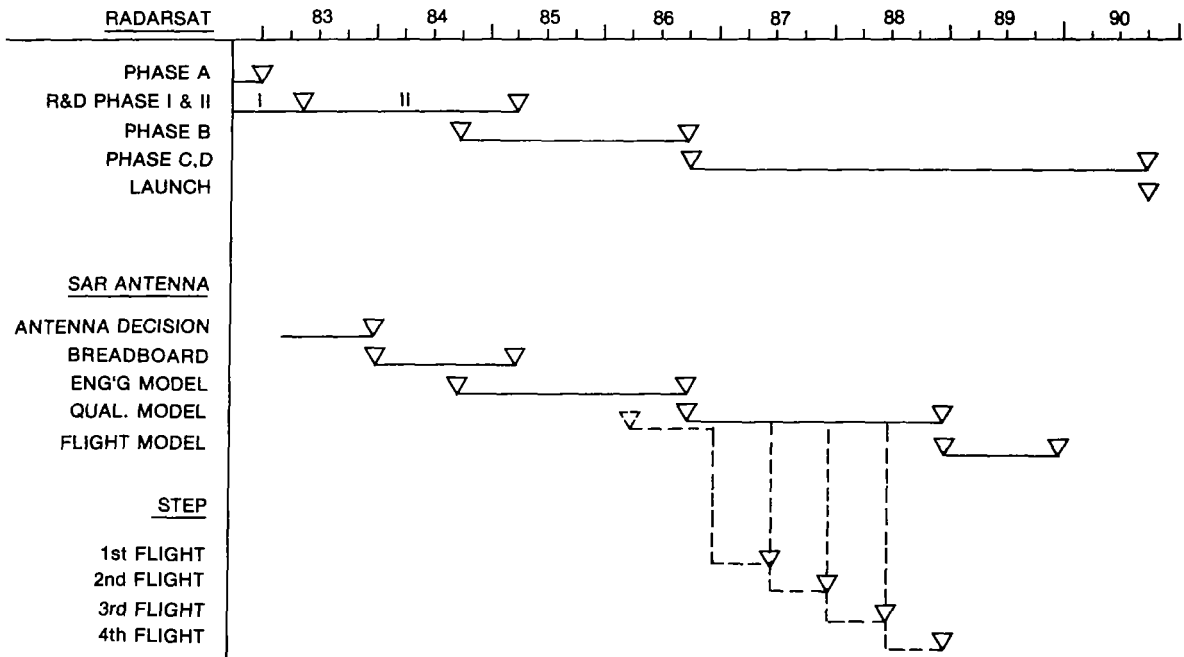 RADARSAT 83 84 85 86 87 88 89 90
PHASE A
R&D PHASE I & II I II
PHASE B
PHASE C,D
LAUNCH
SAR ANTENNA
ANTENNA DECISION
BREADBOARD
ENG'G MODEL
QUAL. MODEL
FLIGHT MODEL
STEP
1st FLIGHT
2nd FLIGHT
3rd FLIGHT
4th FLIGHT